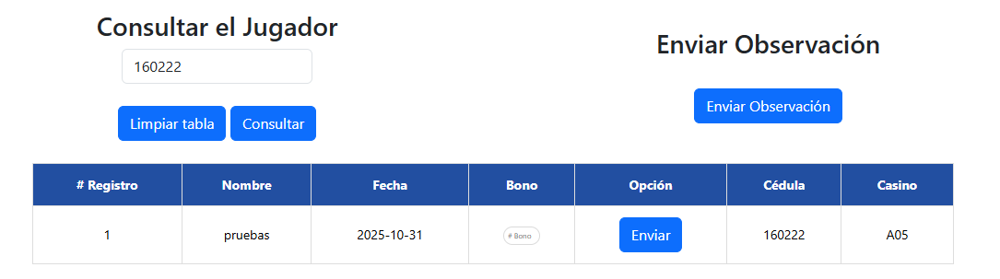 Consultar el Jugador
160222
Limpiar tabla Consultar
Enviar Observación
Enviar Observación
# Registro Nombre Fecha Bono Opción Cédula Casino
1 pruebas 2025-10-31 # Bono Enviar 160222 A05